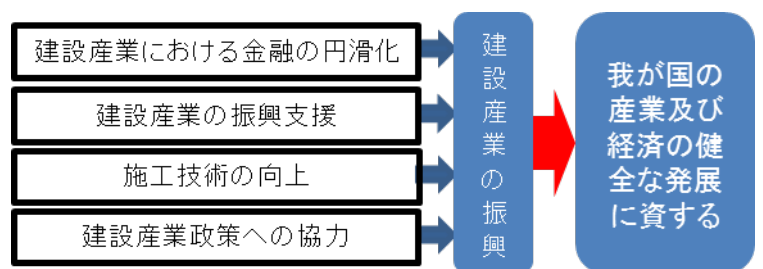 建設産業における金融の円滑化
建設産業の振興支援
施工技術の向上
建設産業政策への協力
建設産業の振興
我が国の
産業及び
経済の健
全な発展
に資する